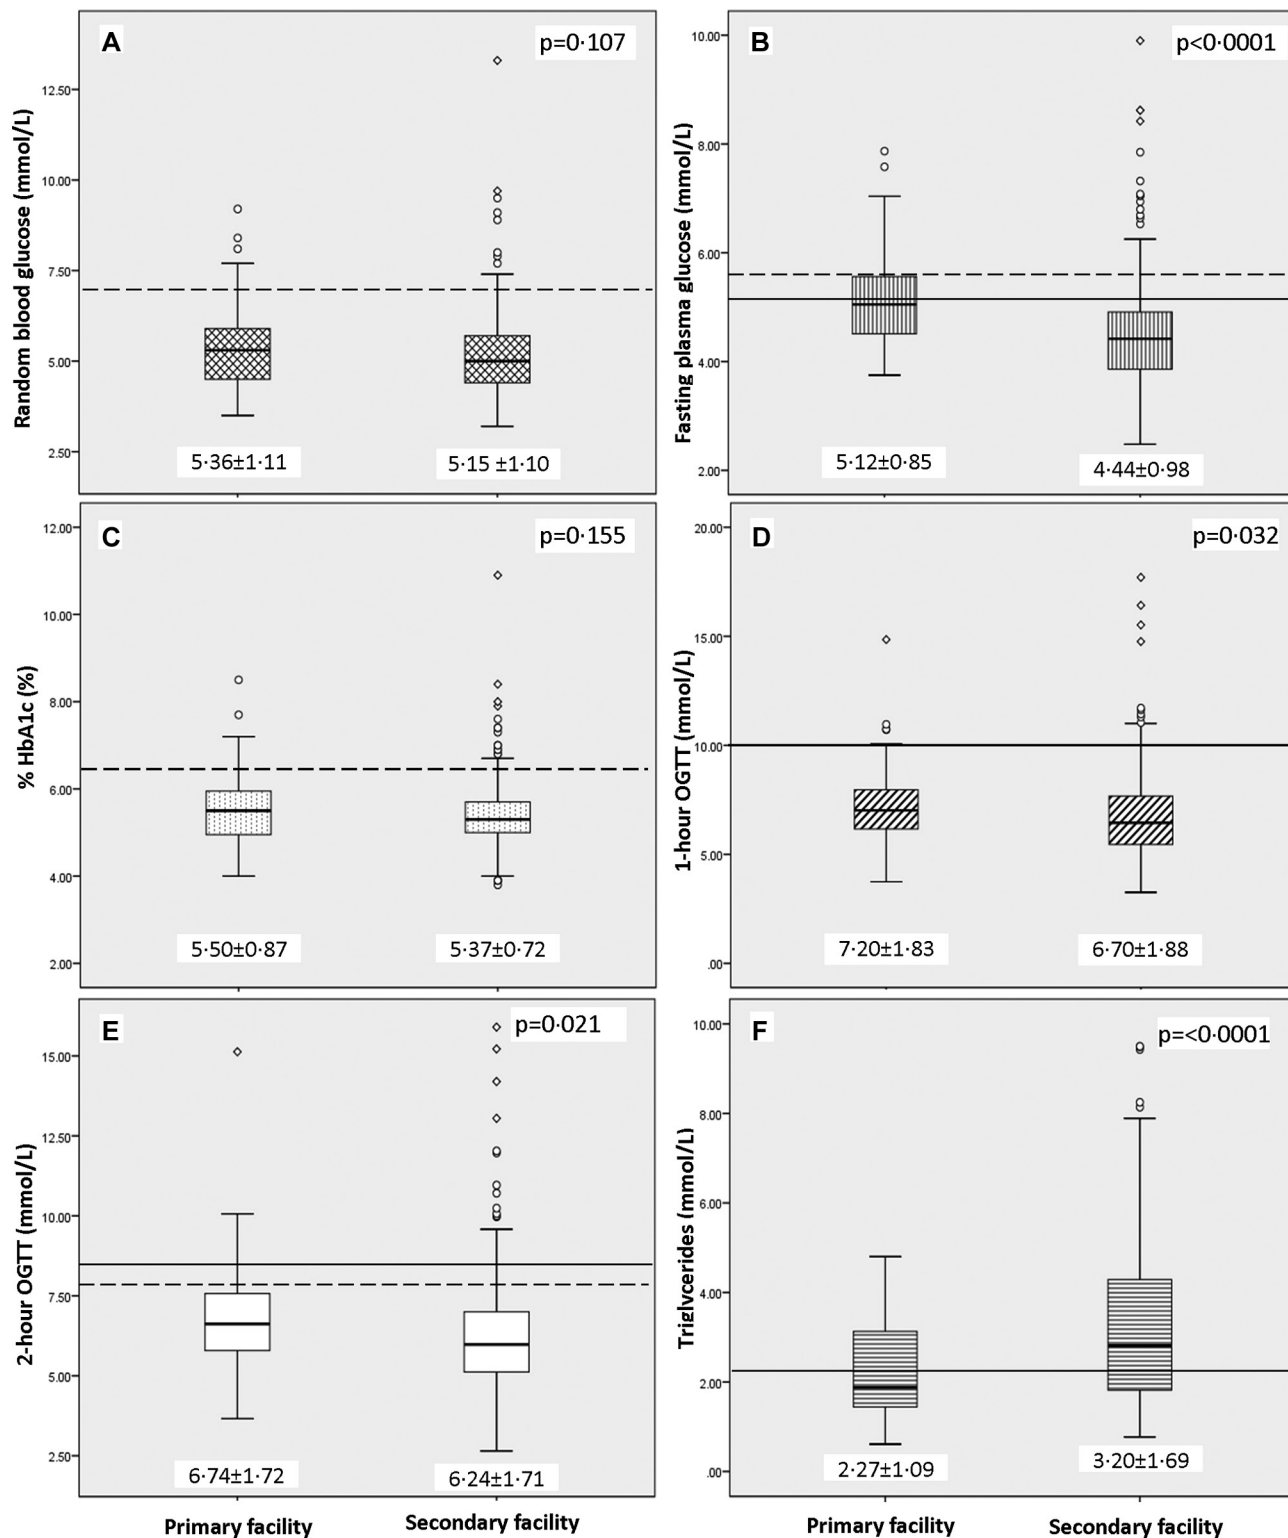 A
p=0·107
Random blood glucose (mmol/L)
12.50
10.00
7.50
5.00
2.50
5·36±1·11
5·15 ±1·10
B
p<0·0001
Fasting plasma glucose (mmol/L)
10.00
8.00
6.00
4.00
2.00
5·12±0·85
4·44±0·98
C
p=0·155
% HbA1c (%)
12.00
10.00
8.00
6.00
4.00
2.00
5·50±0·87
5·37±0·72
D
p=0·032
1-hour OGTT (mmol/L)
20.00
15.00
10.00
5.00
.00
7·20±1·83
6·70±1·88
E
p=0·021
2-hour OGTT (mmol/L)
15.00
12.50
10.00
7.50
5.00
2.50
6·74±1·72
6·24±1·71
Primary facility
Secondary facility
F
p=<0·0001
Triglycerides (mmol/L)
10.00
8.00
6.00
4.00
2.00
.00
2·27±1·09
3·20±1·69
Primary facility
Secondary facility